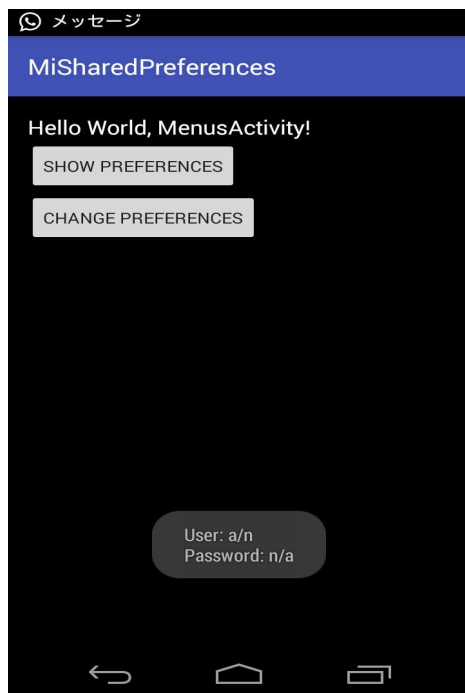 メッセージ
MiSharedPreferences
Hello World, MenusActivity!
SHOW PREFERENCES
CHANGE PREFERENCES
User: a/n
Password: n/a